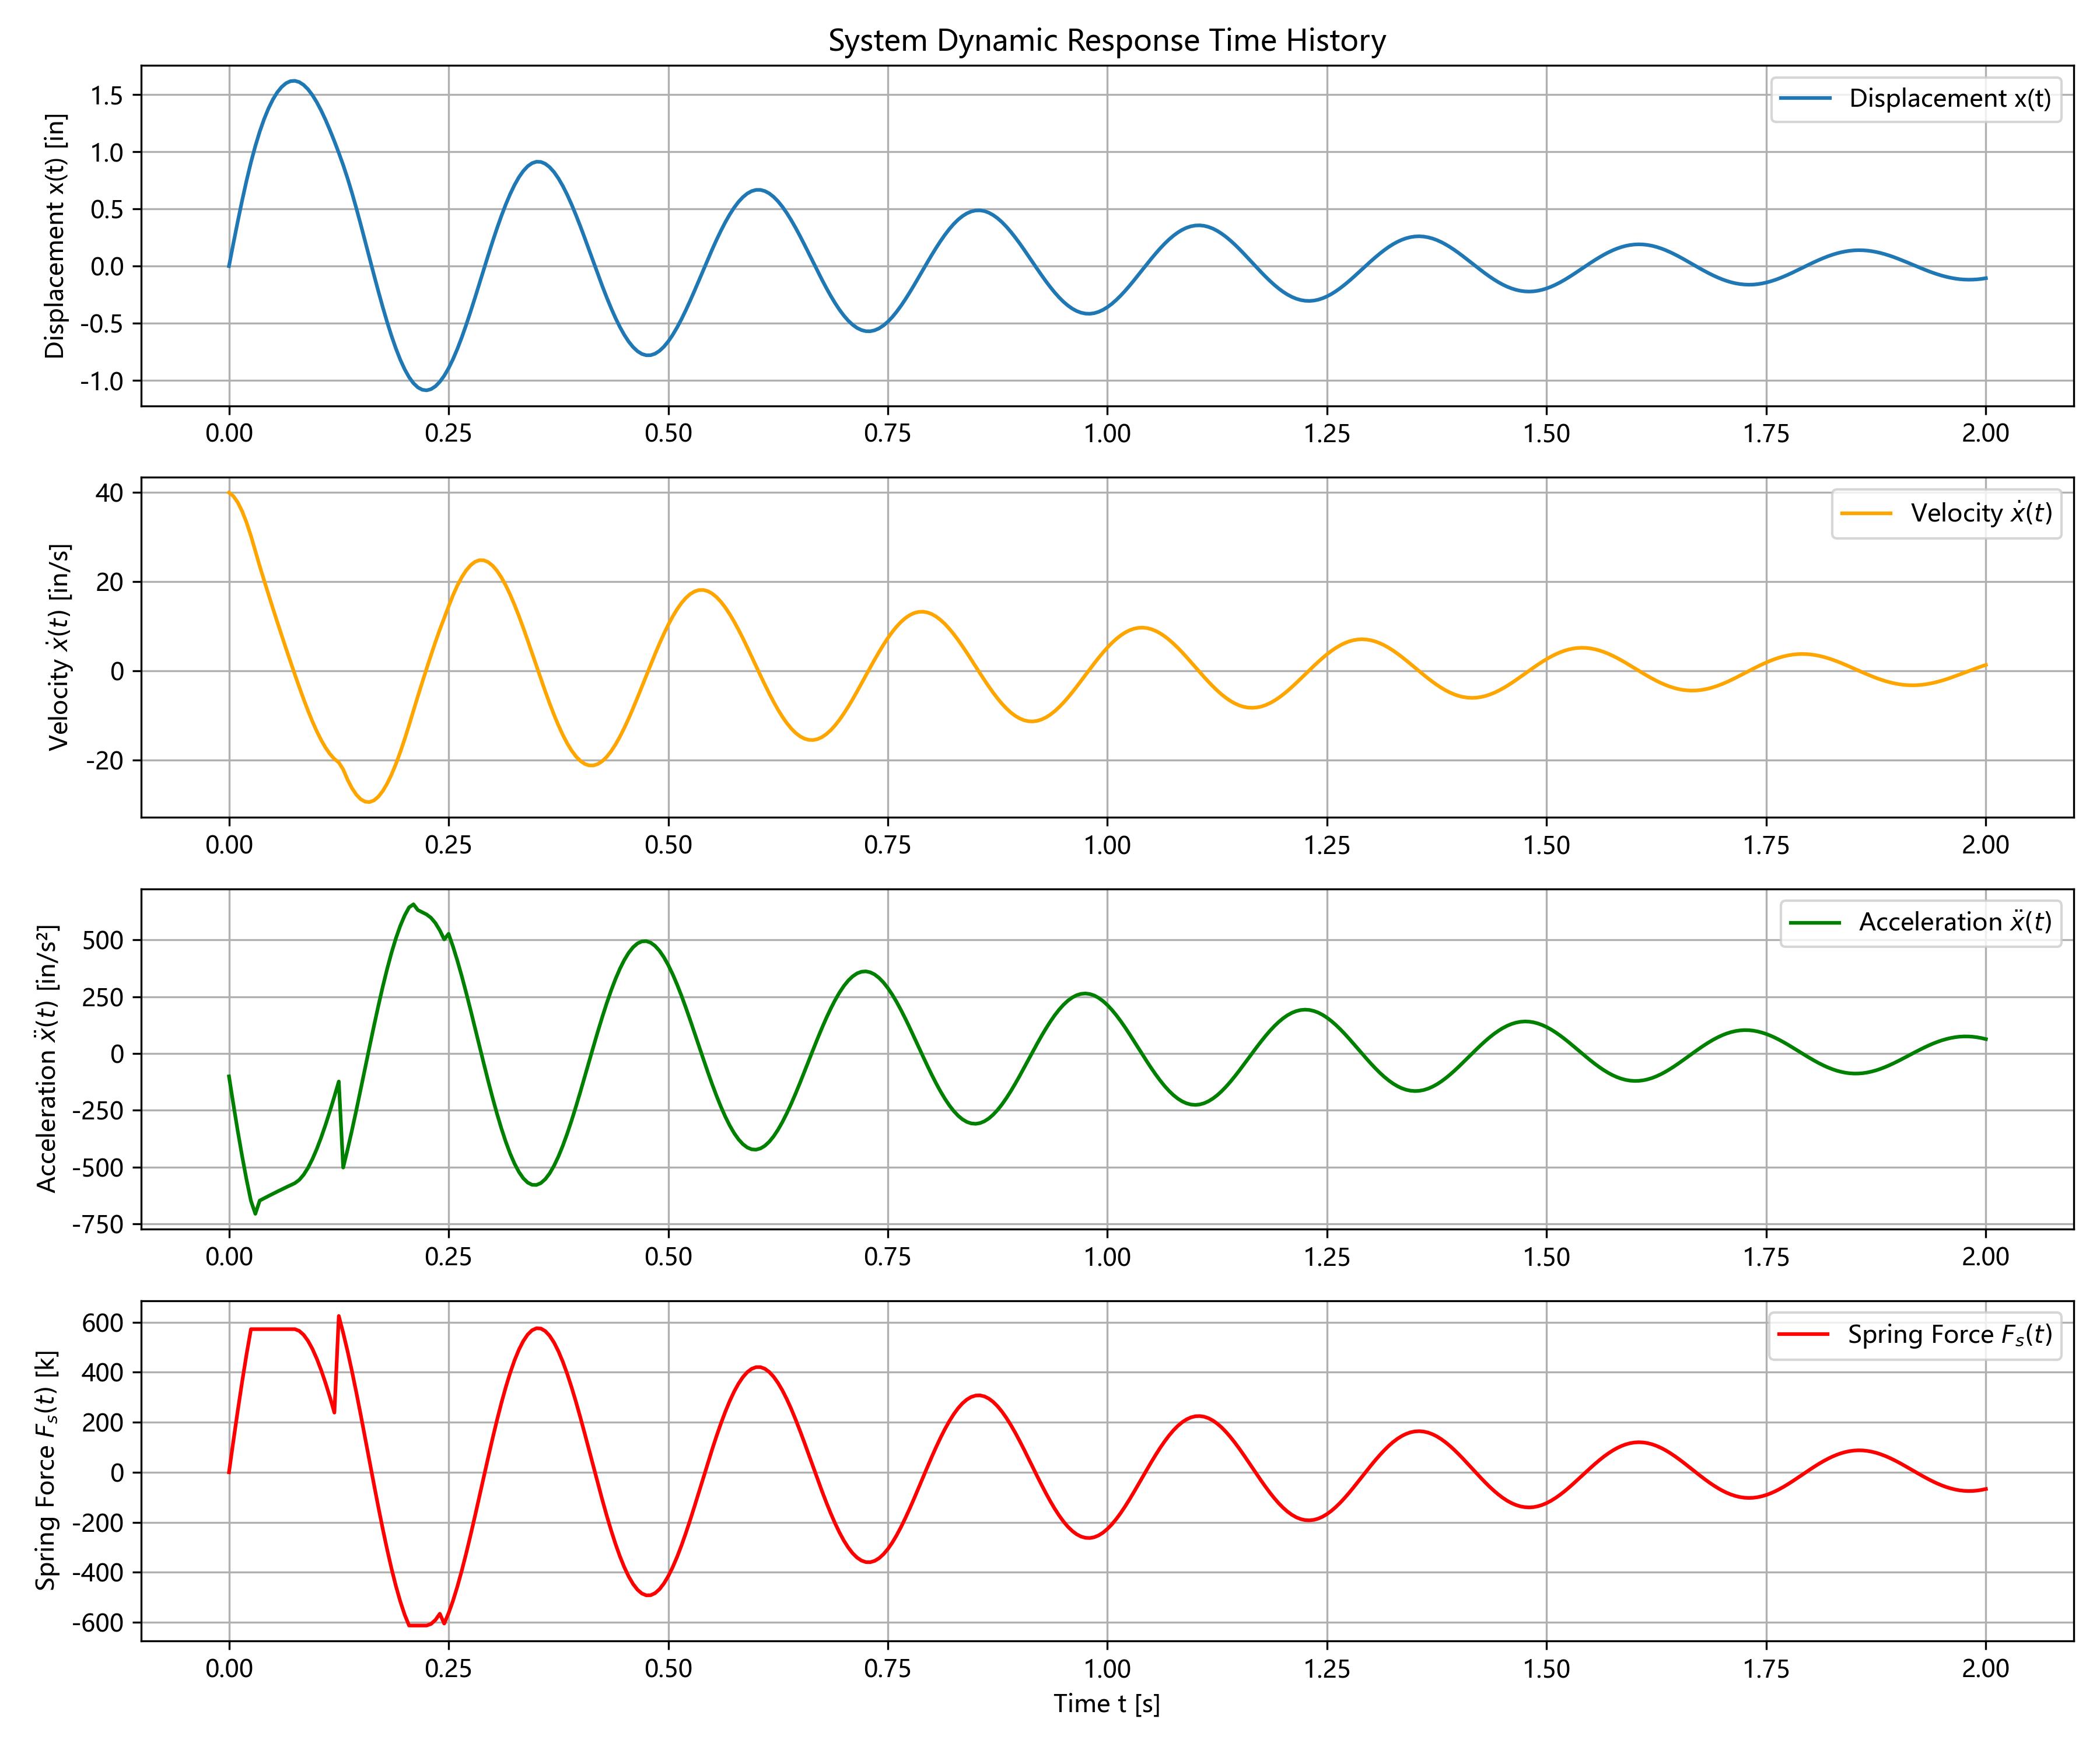 System Dynamic Response Time History
Displacement x(t) [in]
1.5
1.0
0.5
0.0
-0.5
-1.0
Displacement x(t)
0.00 0.25 0.50 0.75 1.00 1.25 1.50 1.75 2.00
Velocity ẋ(t) [in/s]
40
20
0
-20
Velocity ẋ(t)
0.00 0.25 0.50 0.75 1.00 1.25 1.50 1.75 2.00
Acceleration ẍ(t) [in/s²]
500
250
0
-250
-500
-750
Acceleration ẍ(t)
0.00 0.25 0.50 0.75 1.00 1.25 1.50 1.75 2.00
Spring Force Fₛ(t) [k]
600
400
200
0
-200
-400
-600
Spring Force Fₛ(t)
0.00 0.25 0.50 0.75 1.00 1.25 1.50 1.75 2.00
Time t [s]